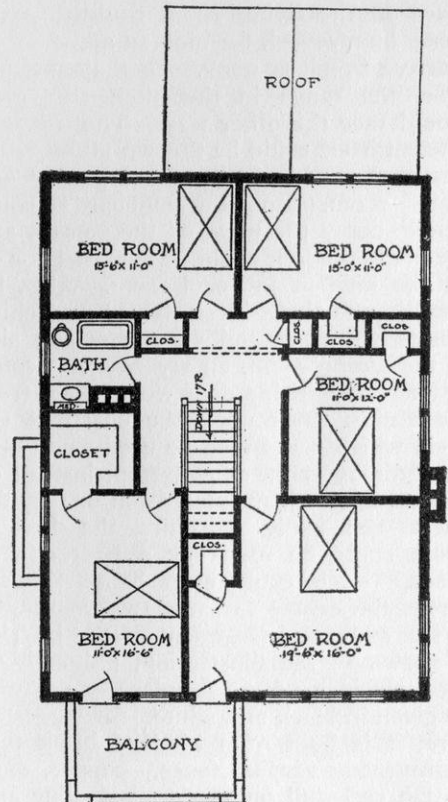 ROOF
BED ROOM
13'-6" X 11'-0"
BED ROOM
15'-0" X 11'-0"
CLOS.
CLOS.
CLOS.
CLOS.
BATH
MED.
BED ROOM
11'-0" X 12'-0"
DOWN 17 R.
CLOSET
CLOS.
BED ROOM
11'-0" X 16'-6"
BED ROOM
19'-6" X 16'-0"
BALCONY